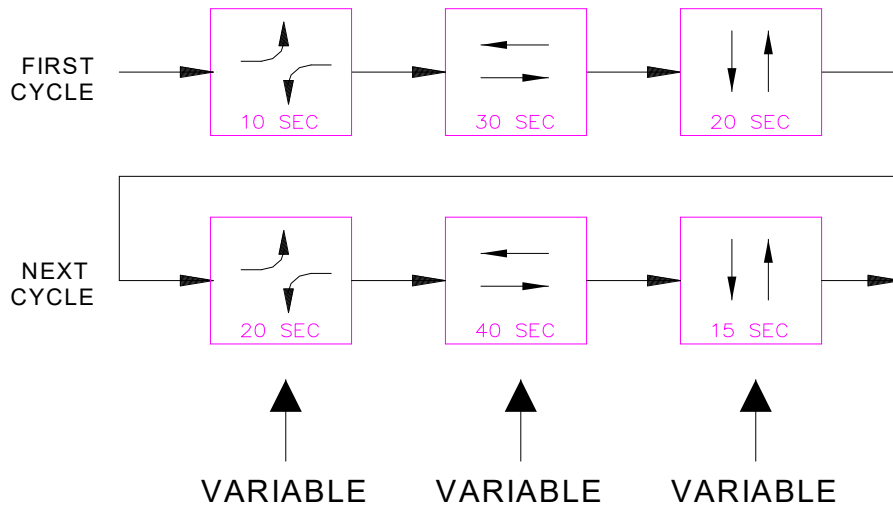 FIRST
CYCLE
10 SEC
30 SEC
20 SEC
NEXT
CYCLE
20 SEC
40 SEC
15 SEC
VARIABLE
VARIABLE
VARIABLE